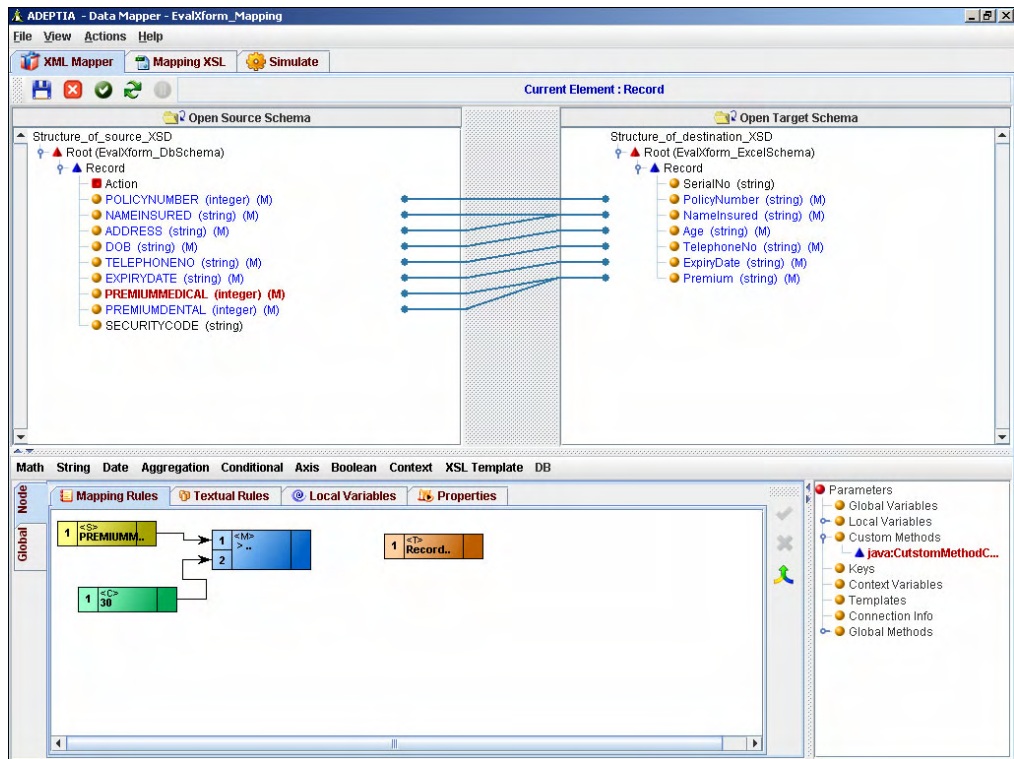 ADEPTIA - Data Mapper - EvalXform_Mapping
File View Actions Help
XML Mapper Mapping XSL Simulate
Current Element : Record
Open Source Schema Open Target Schema
Structure_of_source_XSD Structure_of_destination_XSD
Root (EvalXform_DbSchema) Root (EvalXform_ExcelSchema)
Record Record
Action SerialNo (string)
POLICYNUMBER (integer) (M) PolicyNumber (string) (M)
NAMEINSURED (string) (M) NameInsured (string) (M)
ADDRESS (string) (M) Age (string) (M)
DOB (string) (M) TelephoneNo (string) (M)
TELEPHONENO (string) (M) ExpiryDate (string) (M)
EXPIRYDATE (string) (M) Premium (string) (M)
PREMIUMMEDICAL (integer) (M)
PREMIUMDENTAL (integer) (M)
SECURITYCODE (string)
Math String Date Aggregation Conditional Axis Boolean Context XSL Template DB
Node
Global
Mapping Rules Textual Rules Local Variables Properties
1 <S> PREMIUMM..
1 <M> > ..
2
1 <T> Record..
1 <C> 30
Parameters
Global Variables
Local Variables
Custom Methods
java:CutstomMethodC...
Keys
Context Variables
Templates
Connection Info
Global Methods